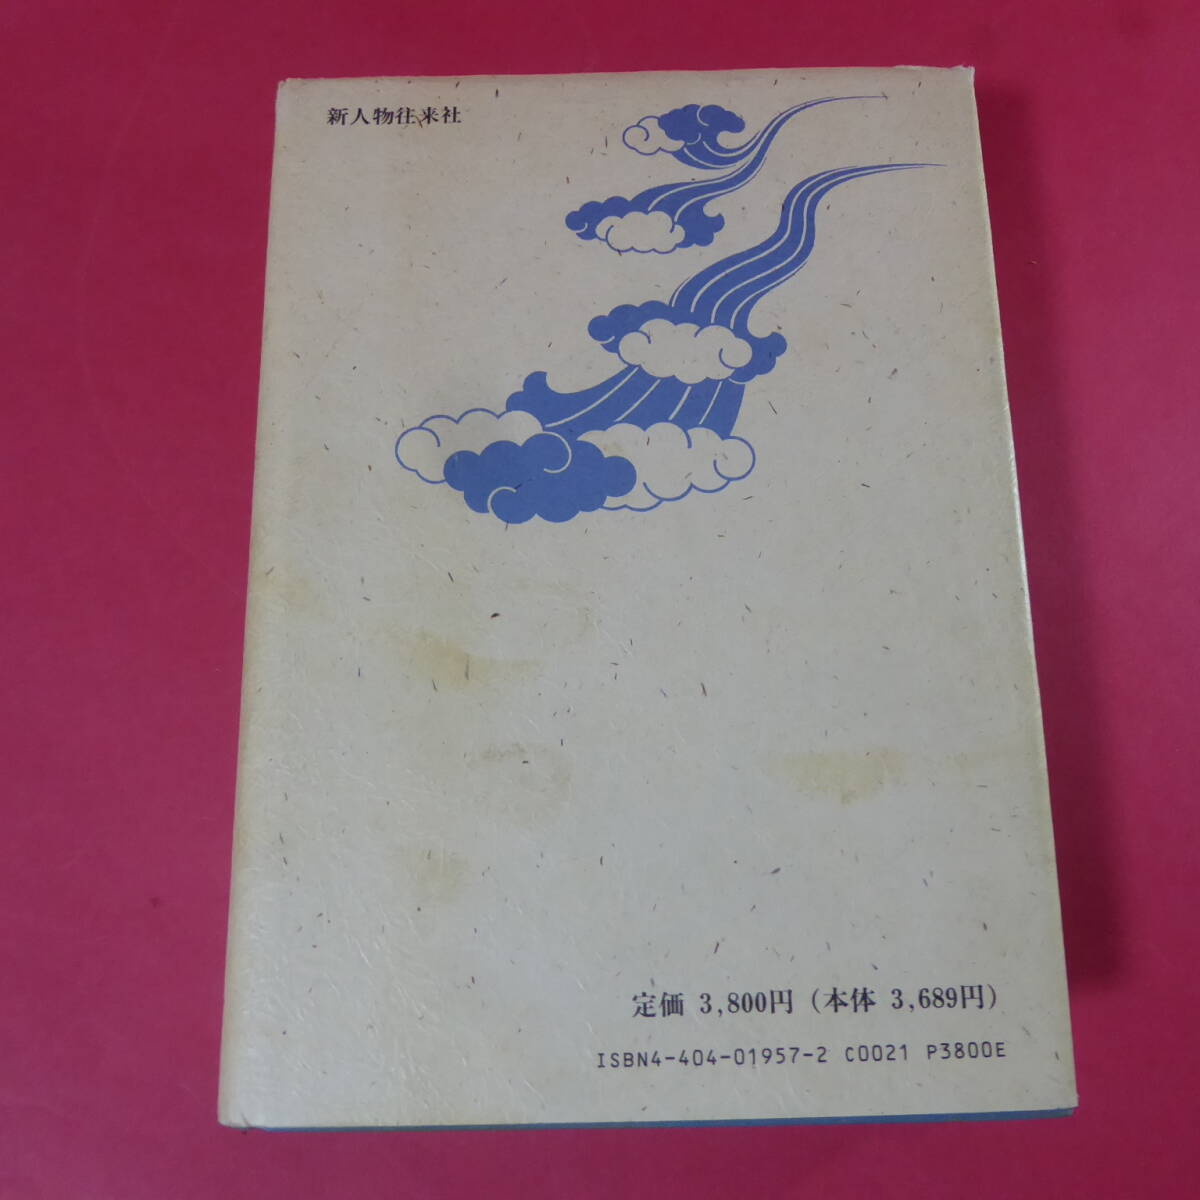 新人物往来社
定価 3,800円（本体 3,689円）
ISBN4-404-01957-2 C0021 P3800E